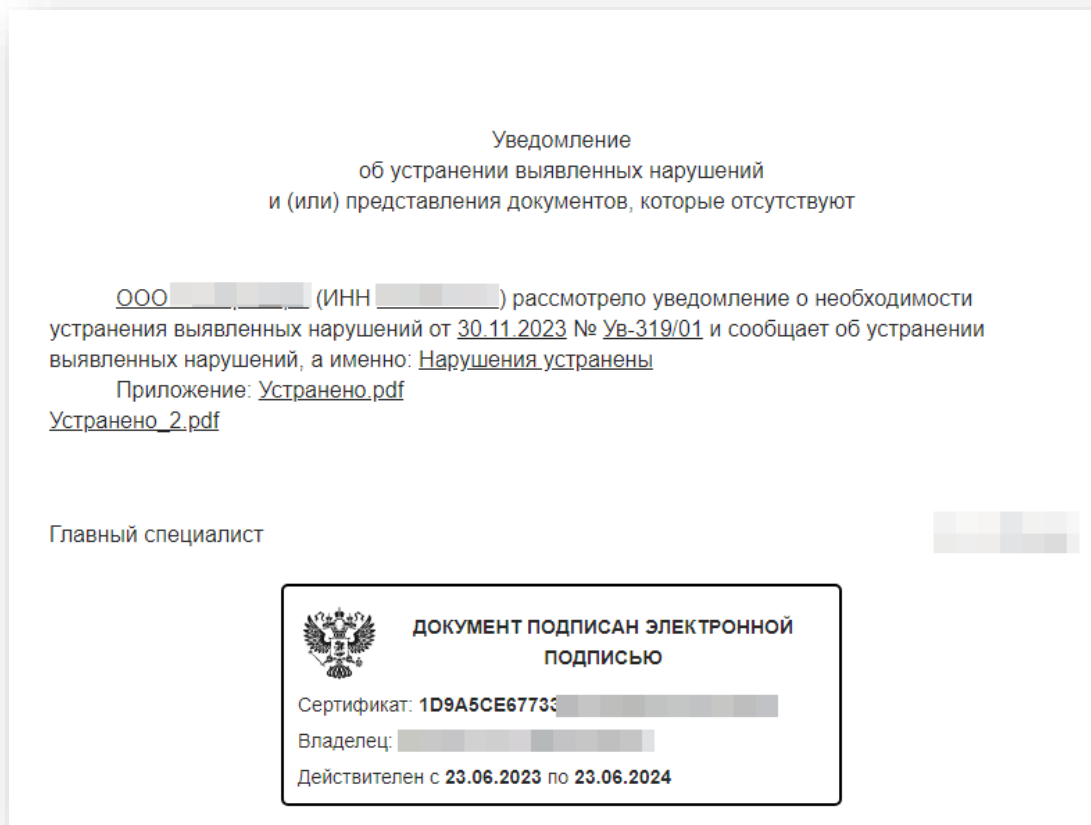 Уведомление
об устранении выявленных нарушений
и (или) представления документов, которые отсутствуют
ООО (ИНН ) рассмотрело уведомление о необходимости
устранения выявленных нарушений от 30.11.2023 № Ув-319/01 и сообщает об устранении
выявленных нарушений, а именно: Нарушения устранены
Приложение: Устранено.pdf
Устранено_2.pdf
Главный специалист
ДОКУМЕНТ ПОДПИСАН ЭЛЕКТРОННОЙ
ПОДПИСЬЮ
Сертификат: 1D9A5CE67733
Владелец:
Действителен с 23.06.2023 по 23.06.2024